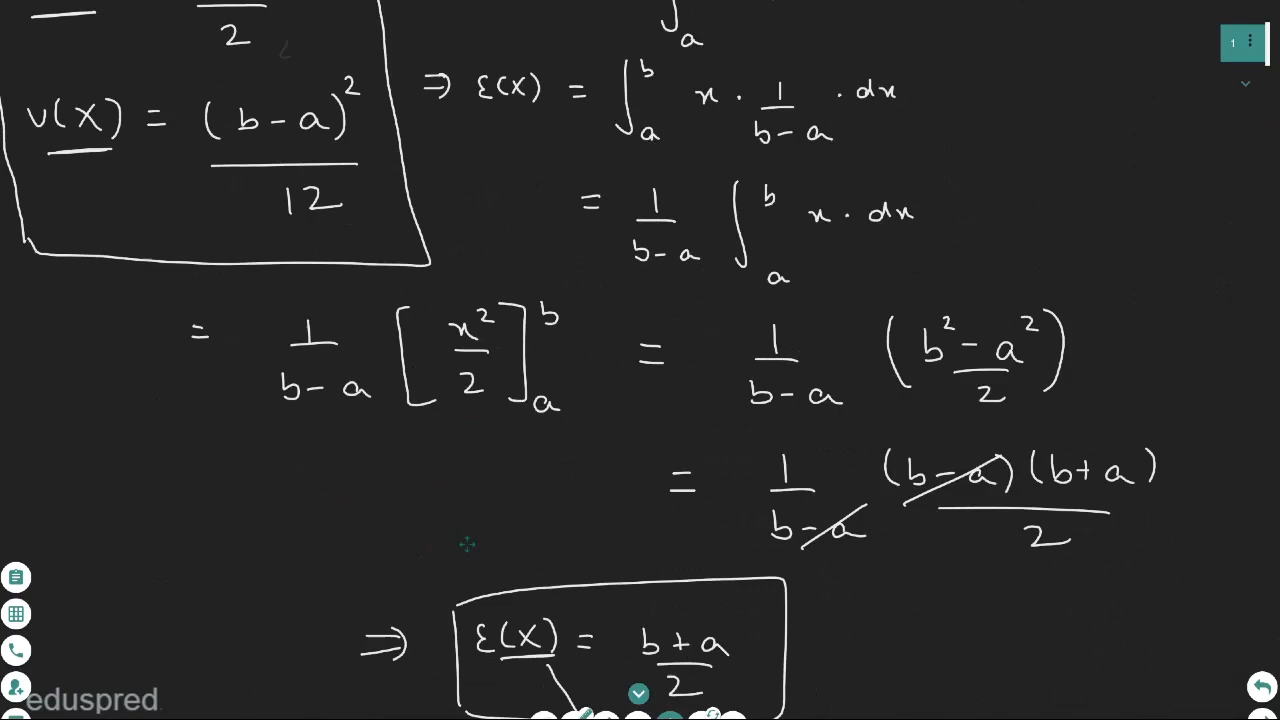 2
∫ₐ
V(X) = (b - a)² / 12
⇒ E(X) = ∫ₐᵇ x · 1/(b - a) · dx
= 1/(b - a) ∫ₐᵇ x · dx
= 1/(b - a) [x²/2]ₐᵇ = 1/(b - a) ((b² - a²)/2)
= 1/(b - a) (b - a)(b + a)/2
⇒ E(X) = (b + a)/2
eduspred
1